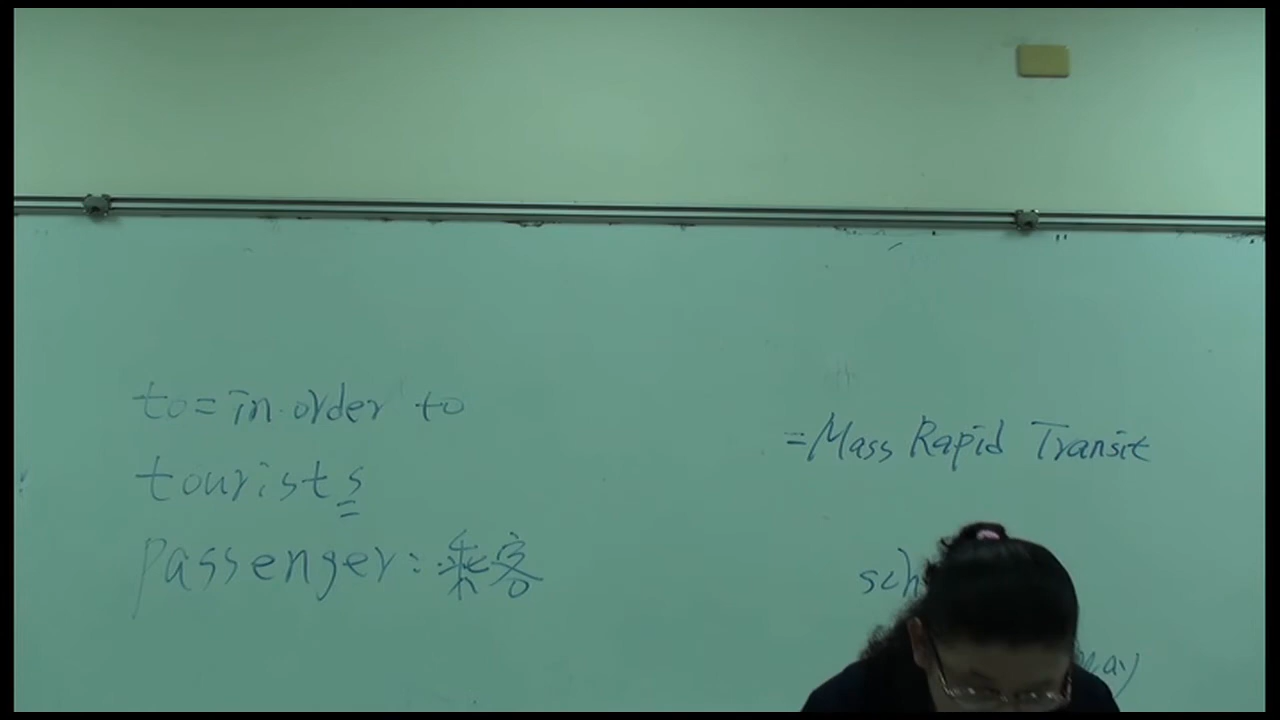 to = in order to
tourists
Passenger : 乘客
= Mass Rapid Transit